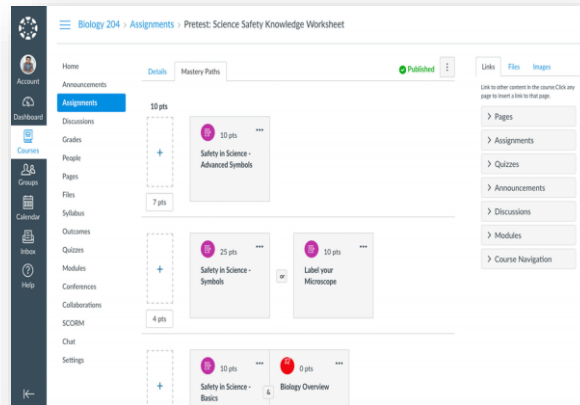 Biology 204 › Assignments › Pretest: Science Safety Knowledge Worksheet
Account
Dashboard
Courses
Groups
Calendar
Inbox
Help
Home
Announcements
Assignments
Discussions
Grades
People
Pages
Files
Syllabus
Outcomes
Quizzes
Modules
Conferences
Collaborations
SCORM
Chat
Settings
Details
Mastery Paths
Published
10 pts
+
10 pts
Safety in Science -
Advanced Symbols
7 pts
+
25 pts
Safety in Science -
Symbols
or
10 pts
Label your
Microscope
4 pts
+
10 pts
Safety in Science -
Basics
&
0 pts
Biology Overview
Links
Files
Images
Link to other content in the course.Click any
page to insert a link to that page.
> Pages
> Assignments
> Quizzes
> Announcements
> Discussions
> Modules
> Course Navigation